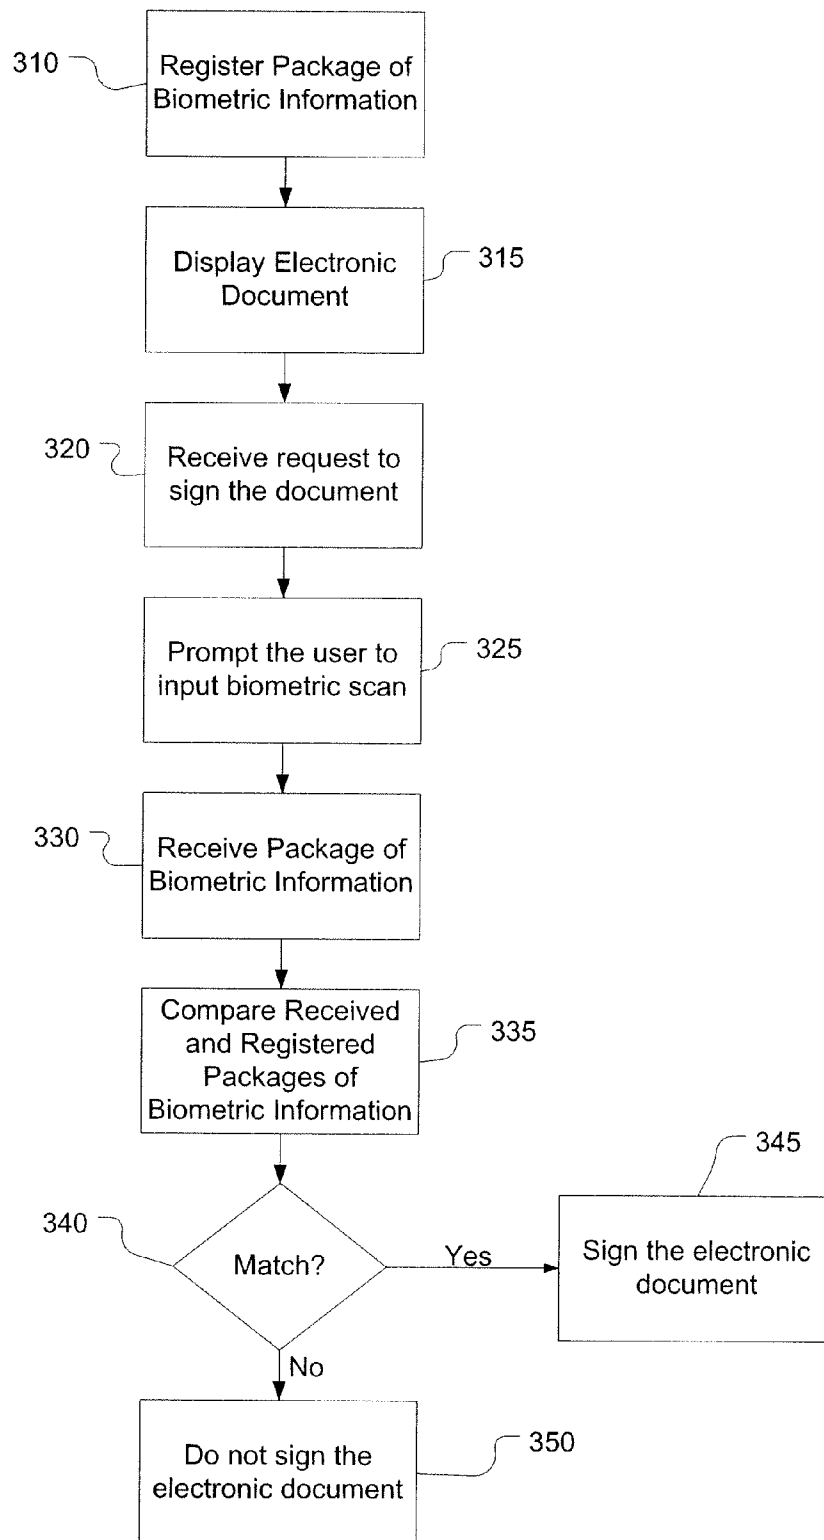 310
Register Package of
Biometric Information
Display Electronic
Document
315
320
Receive request to
sign the document
Prompt the user to
input biometric scan
325
330
Receive Package of
Biometric Information
Compare Received
and Registered
Packages of
Biometric Information
335
340
Match?
Yes
345
Sign the electronic
document
No
Do not sign the
electronic document
350